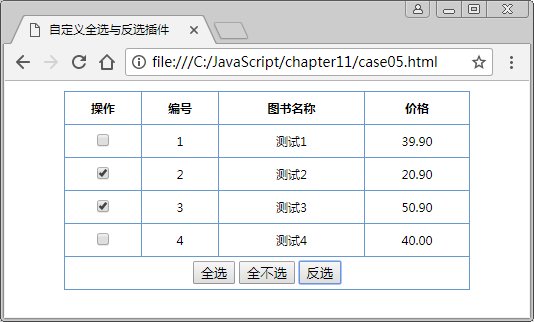 自定义全选与反选插件
file:///C:/JavaScript/chapter11/case05.html
操作 编号 图书名称 价格
1 测试1 39.90
2 测试2 20.90
3 测试3 50.90
4 测试4 40.00
全选 全不选 反选